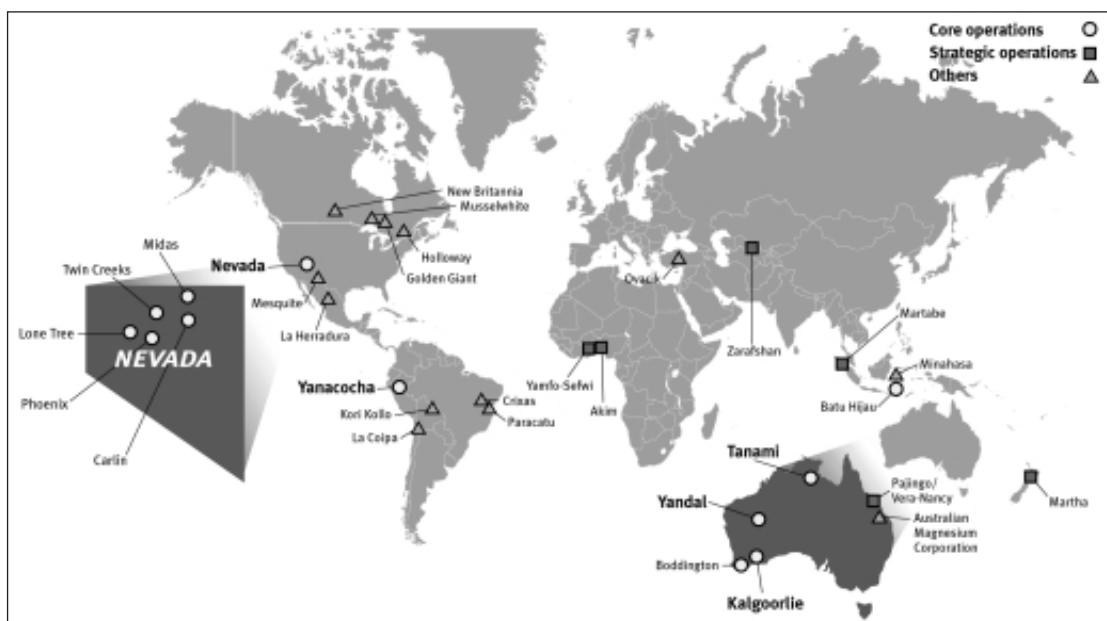 Core operations
Strategic operations
Others
New Britannia
Musselwhite
Holloway
Golden Giant
Midas
Twin Creeks
Nevada
Mesquite
La Herradura
Lone Tree
NEVADA
Phoenix
Carlin
Ovacik
Zarafshan
Martabe
Minahasa
Batu Hijau
Yanacocha
Kori Kollo
La Coipa
Crixas
Paracatu
Yamfo-Sefwi
Akim
Tanami
Yandal
Pajingo/
Vera-Nancy
Martha
Australian
Magnesium
Corporation
Boddington
Kalgoorlie